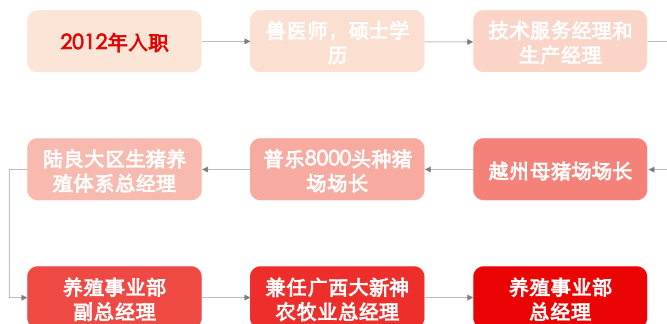 2012年入职
兽医师，硕士学
历
技术服务经理和
生产经理
越州母猪场场长
普乐8000头种猪
场场长
陆良大区生猪养
殖体系总经理
养殖事业部
副总经理
兼任广西大新神
农牧业总经理
养殖事业部
总经理